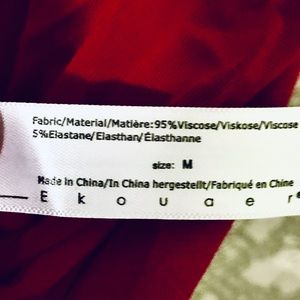 Fabric/Material/Matière:95%Viscose/Viskose/Viscose
5%Elastane/Elasthan/Élasthanne
size: M
Made in China/In China hergestellt/Fabriqué en Chine
Ekouaer®